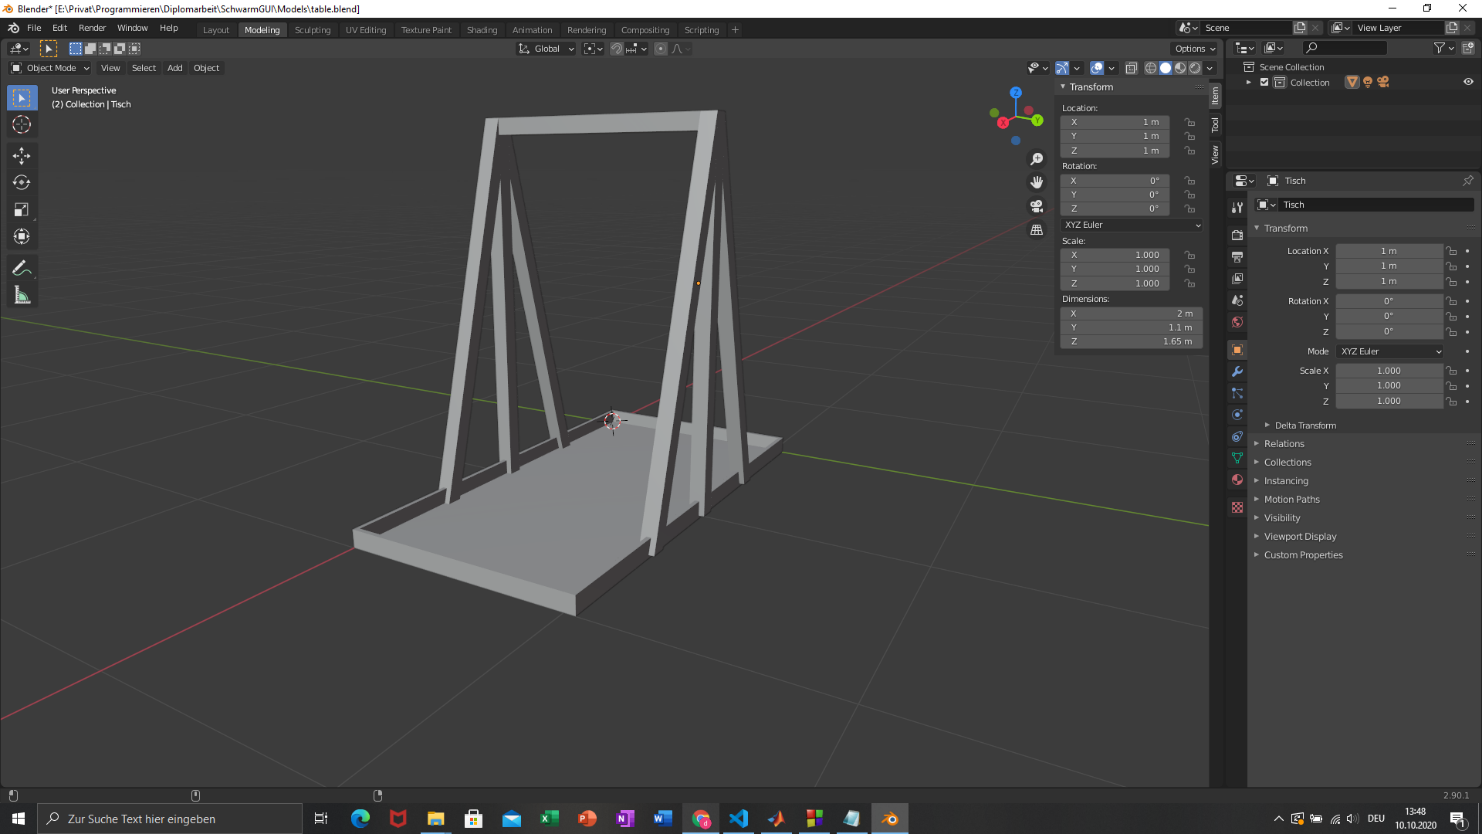 Blender* [E:\Privat\Programmieren\Diplomarbeit\SchwarmGUI\Models\table.blend]
File Edit Render Window Help Layout Modeling Sculpting UV Editing Texture Paint Shading Animation Rendering Compositing Scripting + Scene View Layer
Global Options
Object Mode View Select Add Object
User Perspective
(2) Collection | Tisch
Z
X
Y
Transform
Location:
X 1 m
Y 1 m
Z 1 m
Rotation:
X 0°
Y 0°
Z 0°
XYZ Euler
Scale:
X 1.000
Y 1.000
Z 1.000
Dimensions:
X 2 m
Y 1.1 m
Z 1.65 m
Item
Tool
View
Scene Collection
Collection
Tisch
Tisch
Transform
Location X 1 m
Y 1 m
Z 1 m
Rotation X 0°
Y 0°
Z 0°
Mode XYZ Euler
Scale X 1.000
Y 1.000
Z 1.000
Delta Transform
Relations
Collections
Instancing
Motion Paths
Visibility
Viewport Display
Custom Properties
2.90.1
Zur Suche Text hier eingeben
DEU
13:48
10.10.2020
1